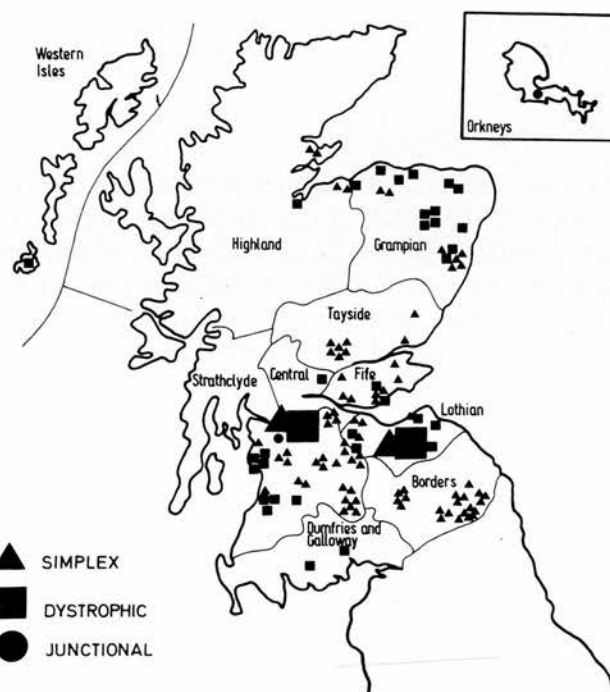 Western
Isles
Orkneys
Highland
Grampian
Tayside
Central
Fife
Strathclyde
Lothian
Borders
Dumfries and
Galloway
SIMPLEX
DYSTROPHIC
JUNCTIONAL